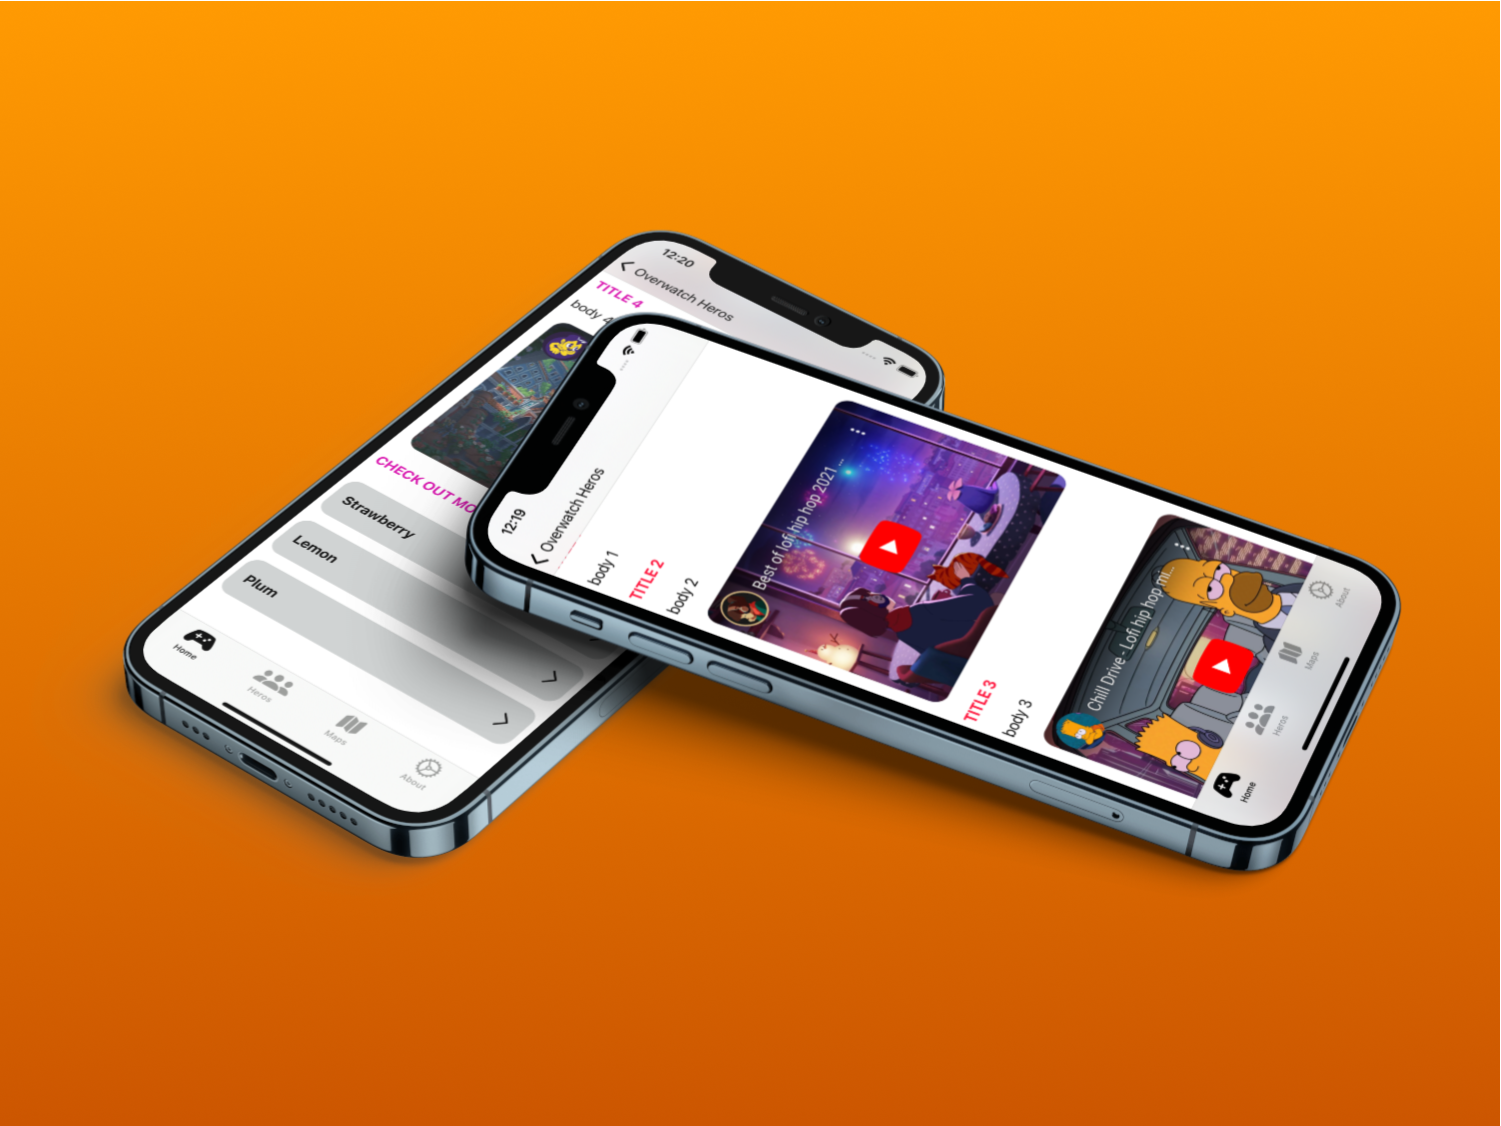 12:20
Overwatch Heros
TITLE 4
body 4
CHECK OUT MO
Strawberry
Lemon
Plum
Home
Heros
Maps
About
12:19
Overwatch Heros
body 1
TITLE 2
body 2
Best of lofi hip hop 2021 ...
TITLE 3
body 3
Chill Drive - Lofi hip hop mi...
Home
Heros
Maps
About